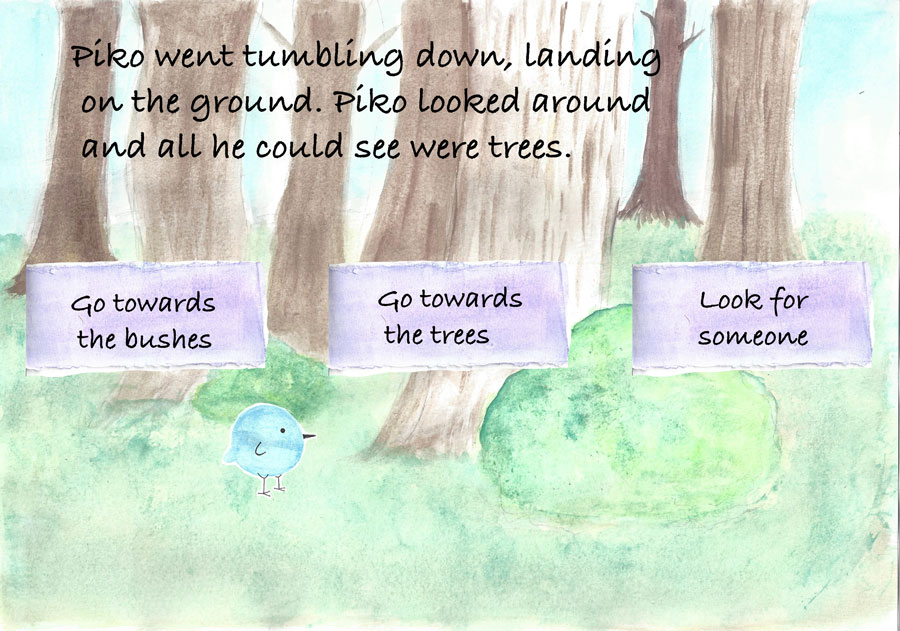 Piko went tumbling down, landing
on the ground. Piko looked around
and all he could see were trees.
Go towards
the bushes
Go towards
the trees
Look for
someone